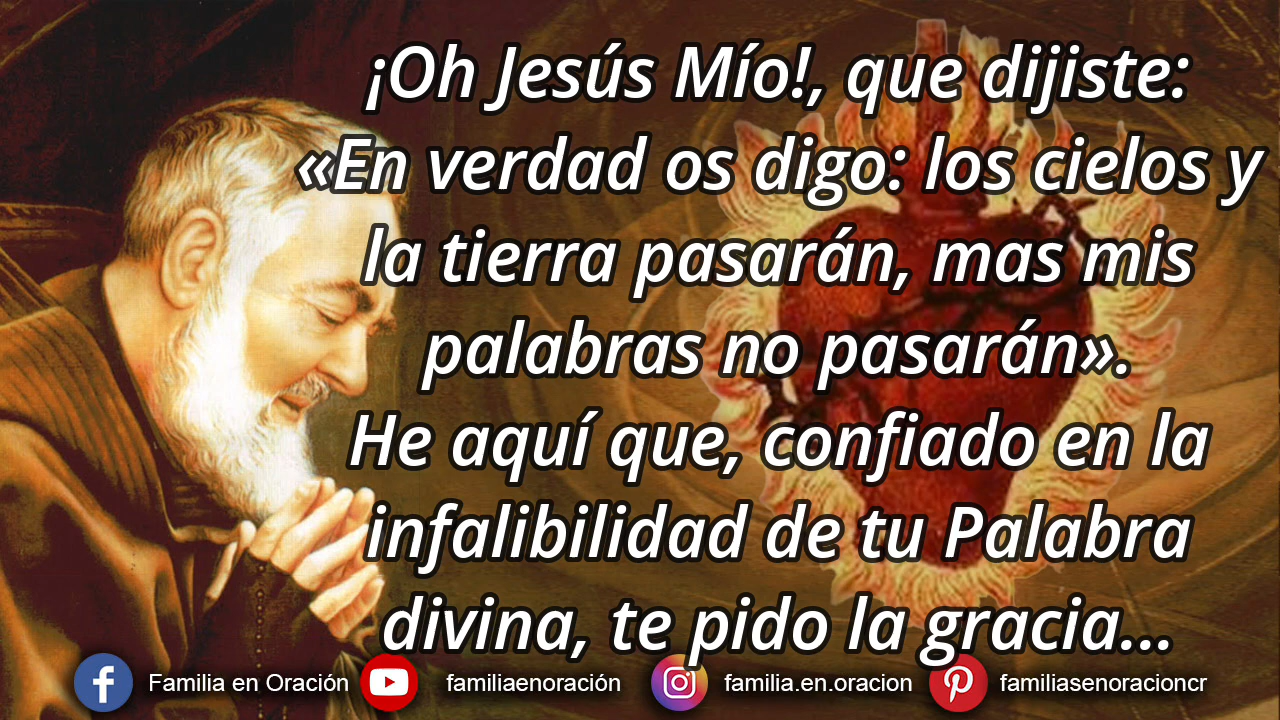 ¡Oh Jesús Mío!, que dijiste:
«En verdad os digo: los cielos y
la tierra pasarán, mas mis
palabras no pasarán».
He aquí que, confiado en la
infalibilidad de tu Palabra
divina, te pido la gracia...
Familia en Oración
familiaenoración
familia.en.oracion
familiasenoracioncr